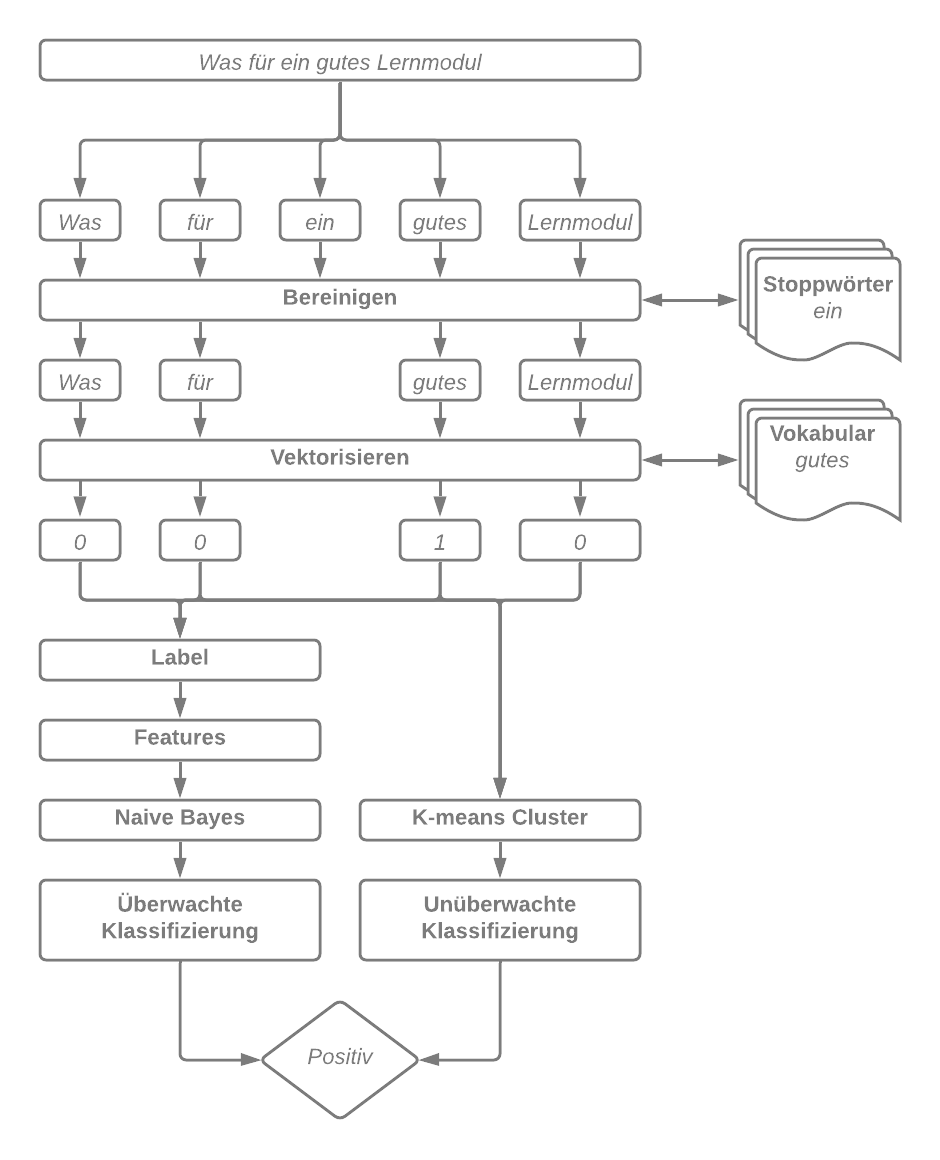 Was für ein gutes Lernmodul
Was
für
ein
gutes
Lernmodul
Bereinigen
Stoppwörter
ein
Was
für
gutes
Lernmodul
Vektorisieren
Vokabular
gutes
0
0
1
0
Label
Features
Naive Bayes
K-means Cluster
Überwachte
Klassifizierung
Unüberwachte
Klassifizierung
Positiv